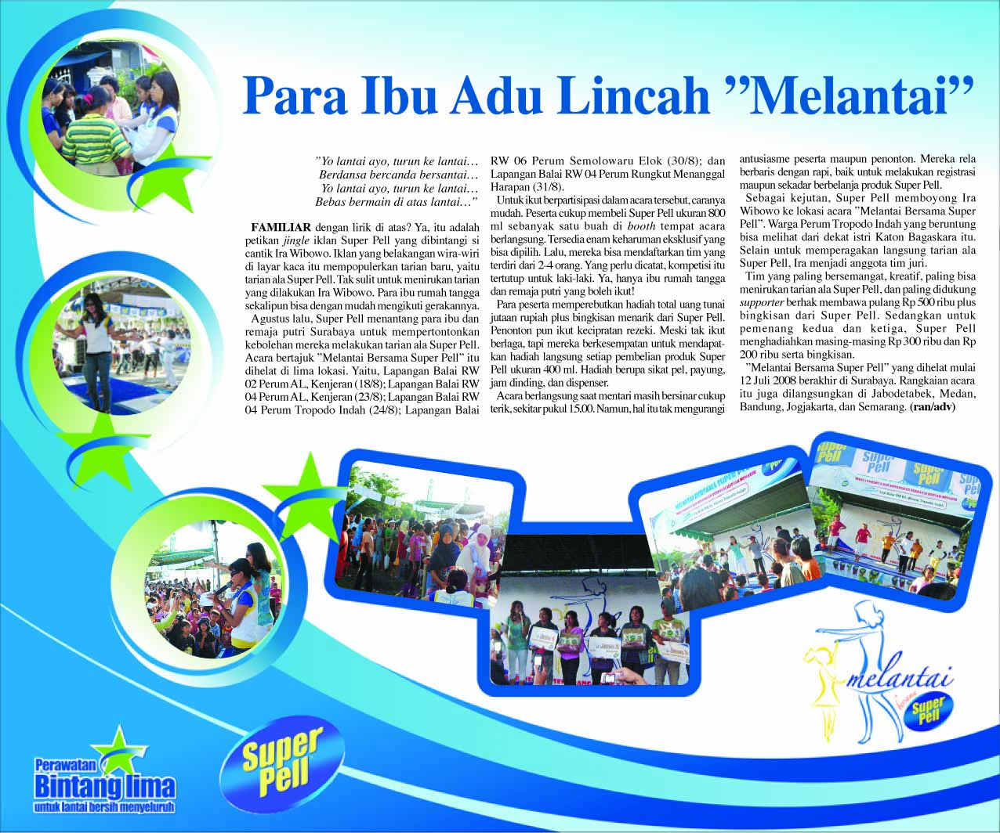 Para Ibu Adu Lincah ”Melantai”
”Yo lantai ayo, turun ke lantai…
Berdansa bercanda bersantai…
Yo lantai ayo, turun ke lantai…
Bebas bermain di atas lantai…”
FAMILIAR dengan lirik di atas? Ya, itu adalah
petikan jingle iklan Super Pell yang dibintangi si
cantik Ira Wibowo. Iklan yang belakangan wira-wiri
di layar kaca itu mempopulerkan tarian baru, yaitu
tarian ala Super Pell. Tak sulit untuk menirukan tarian
yang dilakukan Ira Wibowo. Para ibu rumah tangga
sekalipun bisa dengan mudah mengikuti gerakannya.
Agustus lalu, Super Pell menantang para ibu dan
remaja putri Surabaya untuk mempertontonkan
kebolehan mereka melakukan tarian ala Super Pell.
Acara bertajuk ”Melantai Bersama Super Pell” itu
dihelat di lima lokasi. Yaitu, Lapangan Balai RW
02 Perum AL, Kenjeran (18/8); Lapangan Balai RW
04 Perum AL, Kenjeran (23/8); Lapangan Balai RW
04 Perum Tropodo Indah (24/8); Lapangan Balai
RW 06 Perum Semolowaru Elok (30/8); dan
Lapangan Balai RW 04 Perum Rungkut Menanggal
Harapan (31/8).
Untuk ikut berpartisipasi dalam acara tersebut, caranya
mudah. Peserta cukup membeli Super Pell ukuran 800
ml sebanyak satu buah di booth tempat acara
berlangsung. Tersedia enam keharuman eksklusif yang
bisa dipilih. Lalu, mereka bisa mendaftarkan tim yang
terdiri dari 2-4 orang. Yang perlu dicatat, kompetisi itu
tertutup untuk laki-laki. Ya, hanya ibu rumah tangga
dan remaja putri yang boleh ikut!
Para peserta memperebutkan hadiah total uang tunai
jutaan rupiah plus bingkisan menarik dari Super Pell.
Penonton pun ikut kecipratan rezeki. Meski tak ikut
berlaga, tapi mereka berkesempatan untuk mendapat-
kan hadiah langsung setiap pembelian produk Super
Pell ukuran 400 ml. Hadiah berupa sikat pel, payung,
jam dinding, dan dispenser.
Acara berlangsung saat mentari masih bersinar cukup
terik, sekitar pukul 15.00. Namun, hal itu tak mengurangi
antusiasme peserta maupun penonton. Mereka rela
berbaris dengan rapi, baik untuk melakukan registrasi
maupun sekadar berbelanja produk Super Pell.
Sebagai kejutan, Super Pell memboyong Ira
Wibowo ke lokasi acara ”Melantai Bersama Super
Pell”. Warga Perum Tropodo Indah yang beruntung
bisa melihat dari dekat istri Katon Bagaskara itu.
Selain untuk memperagakan langsung tarian ala
Super Pell, Ira menjadi anggota tim juri.
Tim yang paling bersemangat, kreatif, paling bisa
menirukan tarian ala Super Pell, dan paling didukung
supporter berhak membawa pulang Rp 500 ribu plus
bingkisan dari Super Pell. Sedangkan untuk
pemenang kedua dan ketiga, Super Pell
menghadiahkan masing-masing Rp 300 ribu dan Rp
200 ribu serta bingkisan.
”Melantai Bersama Super Pell” yang dihelat mulai
12 Juli 2008 berakhir di Surabaya. Rangkaian acara
itu juga dilangsungkan di Jabodetabek, Medan,
Bandung, Jogjakarta, dan Semarang. (ran/adv)
MELANTAI BERSAMA SUPER
Super
Pell
melantai
bersama
Super
Pell
Perawatan
Bintang lima
untuk lantai bersih menyeluruh
Super
Pell